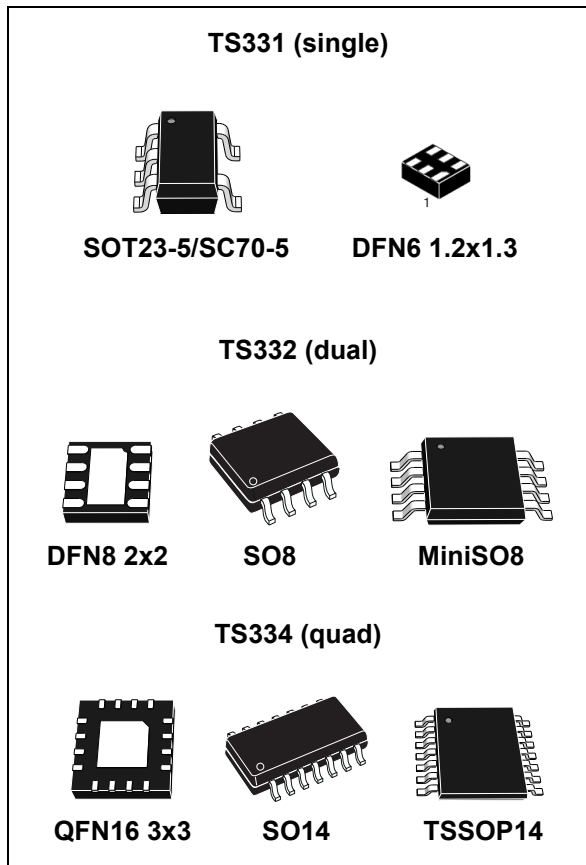 TS331 (single)
1
SOT23-5/SC70-5 DFN6 1.2x1.3
TS332 (dual)
DFN8 2x2 SO8 MiniSO8
TS334 (quad)
QFN16 3x3 SO14 TSSOP14